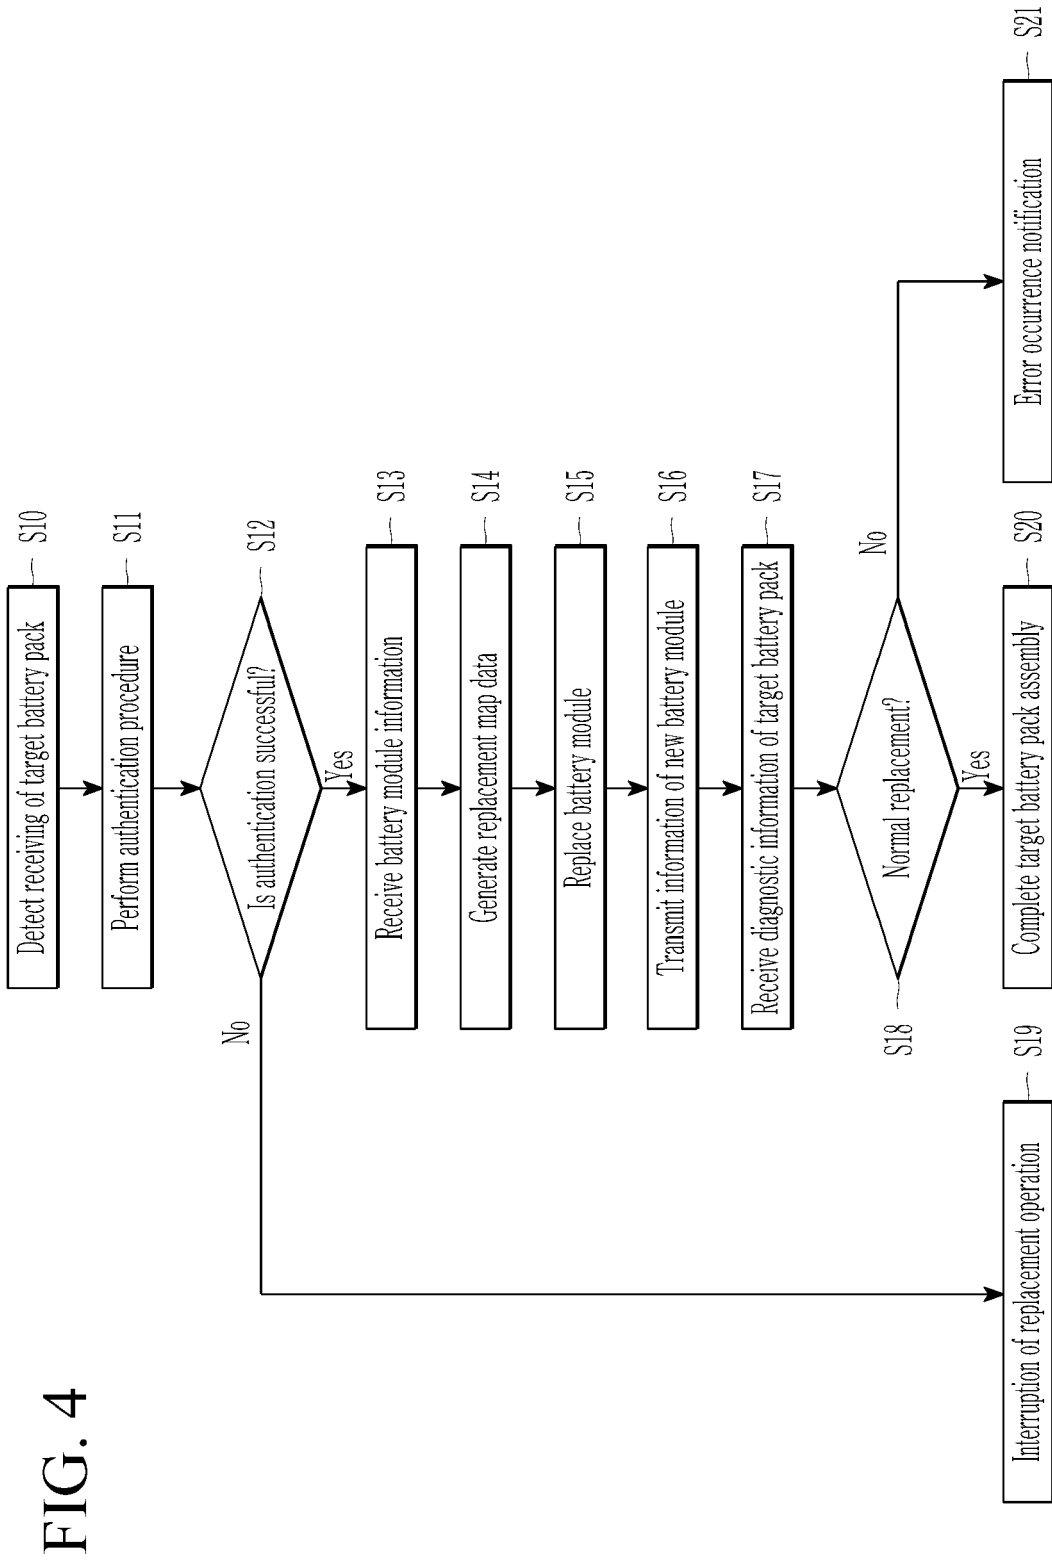 FIG. 4
Detect receiving of target battery pack
S10
Perform authentication procedure
S11
Is authentication successful?
S12
No
Yes
Receive battery module information
S13
Generate replacement map data
S14
Replace battery module
S15
Transmit information of new battery module
S16
Receive diagnostic information of target battery pack
S17
Normal replacement?
S18
No
Yes
Interruption of replacement operation
S19
Complete target battery pack assembly
S20
Error occurrence notification
S21